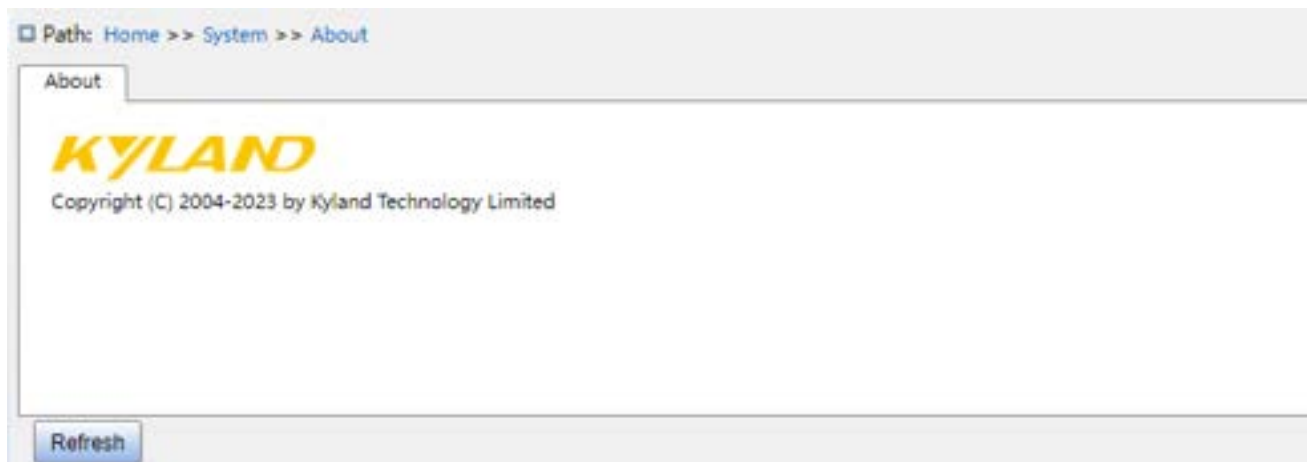 Path: Home >> System >> About
About
KYLAND
Copyright (C) 2004-2023 by Kyland Technology Limited
Refresh